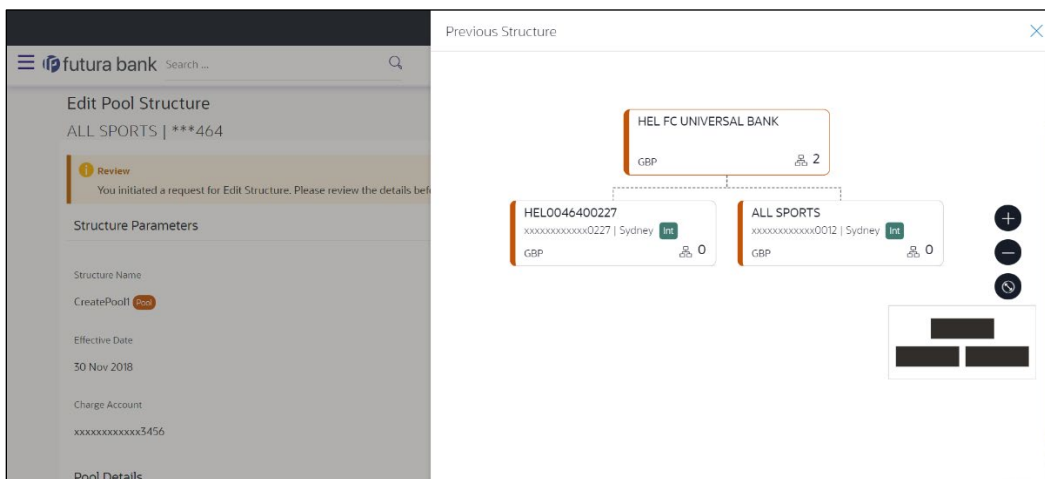 Previous Structure
futura bank Search ...
Edit Pool Structure
ALL SPORTS | ***464
Review
You initiated a request for Edit Structure. Please review the details bef
Structure Parameters
Structure Name
CreatePool1 Pool
Effective Date
30 Nov 2018
Charge Account
xxxxxxxxxxxx3456
Pool Details
HEL FC UNIVERSAL BANK
GBP 2
HEL0046400227
xxxxxxxxxxxx0227 | Sydney Int
GBP 0
ALL SPORTS
xxxxxxxxxxxx0012 | Sydney Int
GBP 0